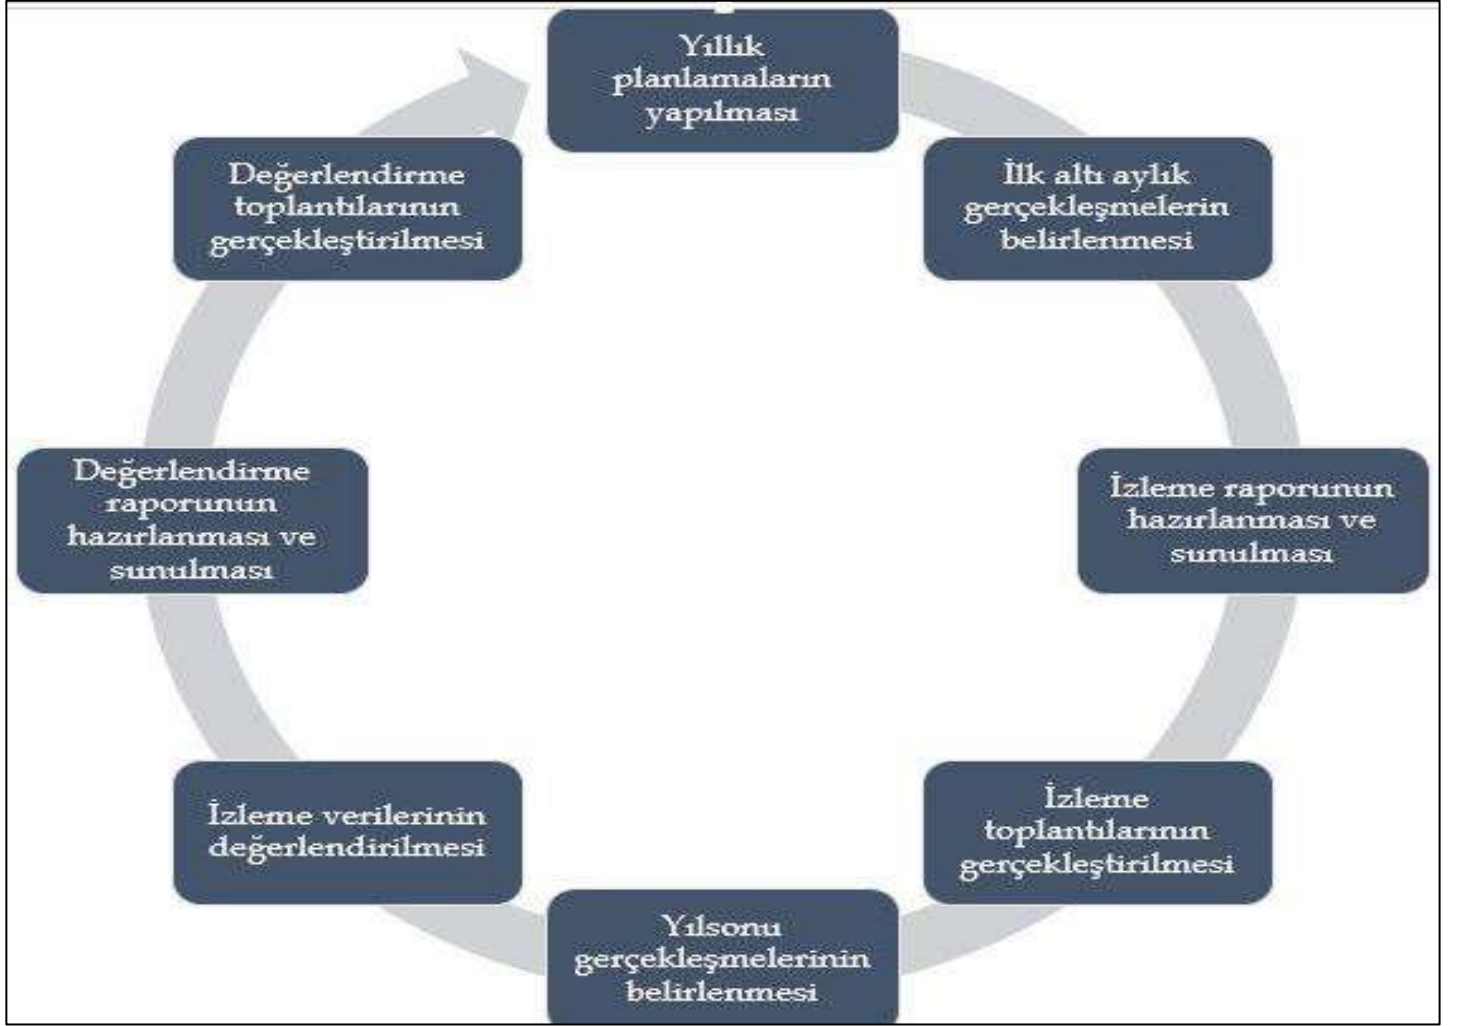 Yıllık
planlamaların
yapılması
İlk altı aylık
gerçekleşmelerin
belirlenmesi
İzleme raporunun
hazırlanması ve
sunulması
İzleme
toplantılarının
gerçekleştirilmesi
Yılsonu
gerçekleşmelerinin
belirlenmesi
İzleme verilerinin
değerlendirilmesi
Değerlendirme
raporunun
hazırlanması ve
sunulması
Değerlendirme
toplantılarının
gerçekleştirilmesi